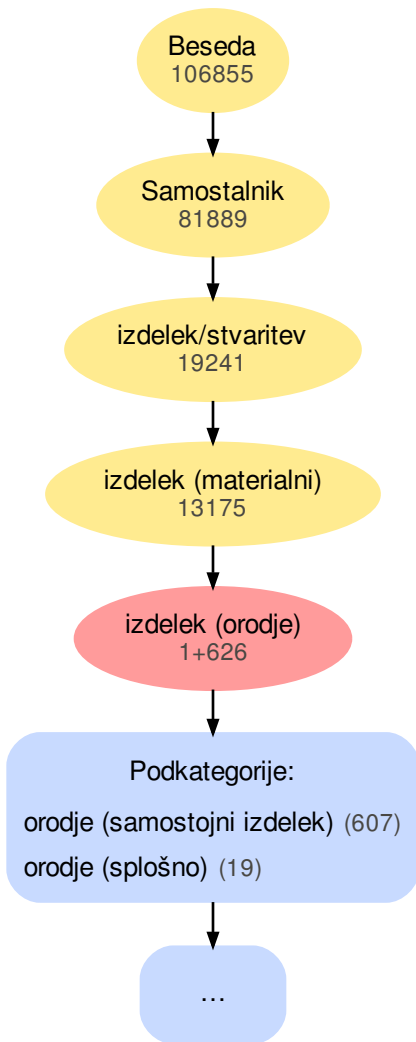 Beseda
106855
Samostalnik
81889
izdelek/stvaritev
19241
izdelek (materialni)
13175
izdelek (orodje)
1+626
Podkategorije:
orodje (samostojni izdelek) (607)
orodje (splošno) (19)
...